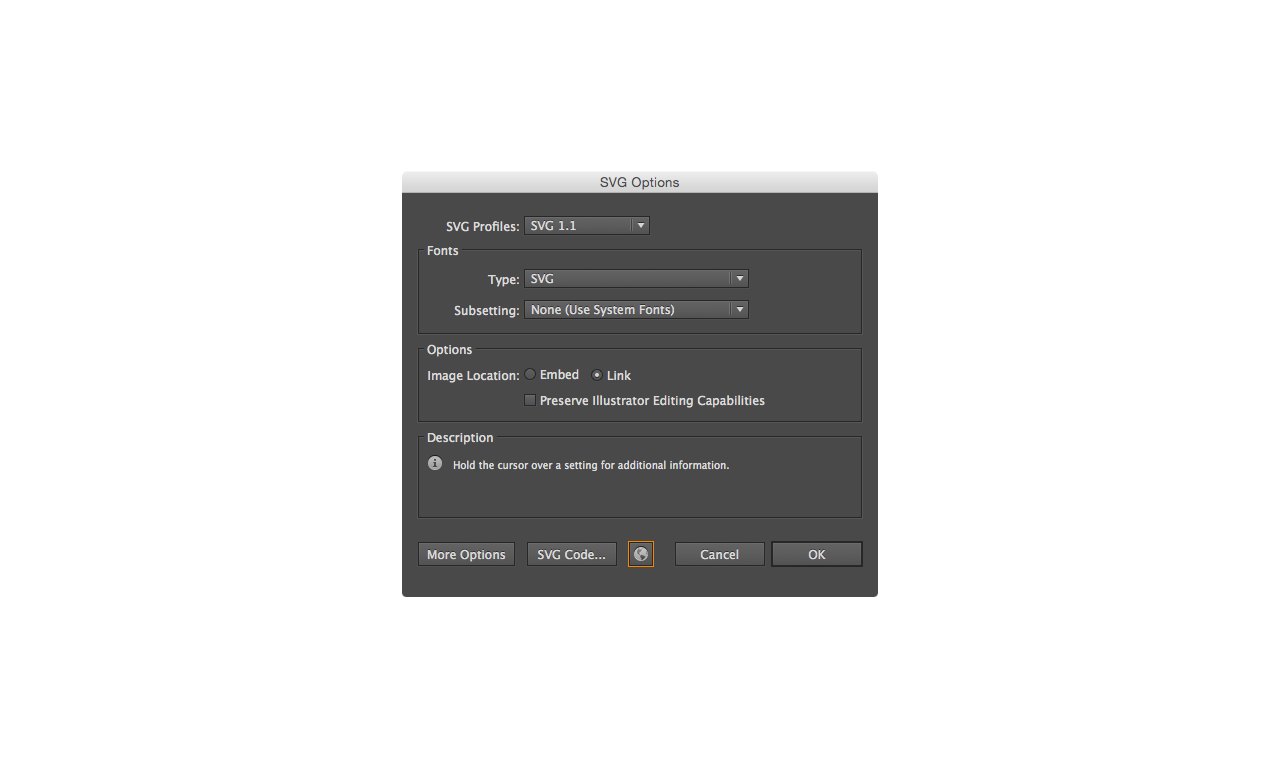 SVG Options
SVG Profiles: SVG 1.1
Fonts
Type: SVG
Subsetting: None (Use System Fonts)
Options
Image Location: Embed Link
Preserve Illustrator Editing Capabilities
Description
Hold the cursor over a setting for additional information.
More Options SVG Code... Cancel OK